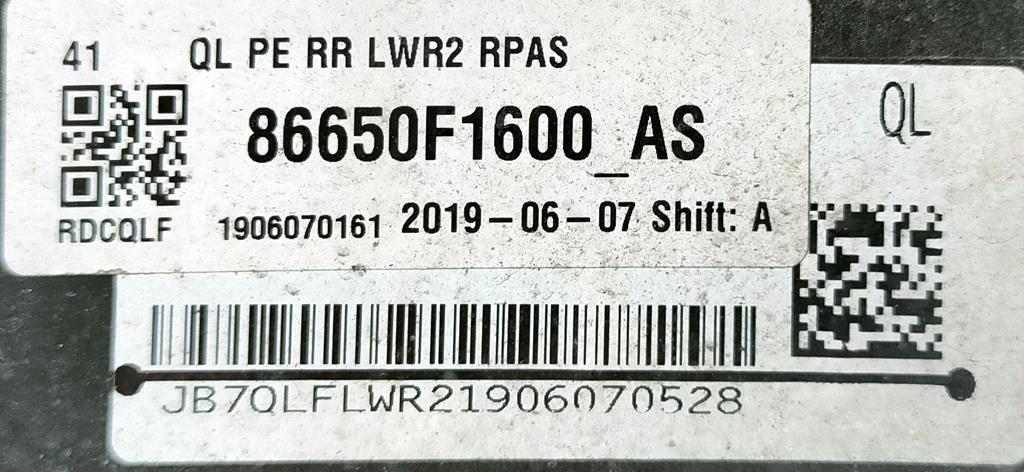 41 QL PE RR LWR2 RPAS
86650F1600_AS
RDCQLF 1906070161 2019-06-07 Shift: A
QL
JB7QLFLWR21906070528